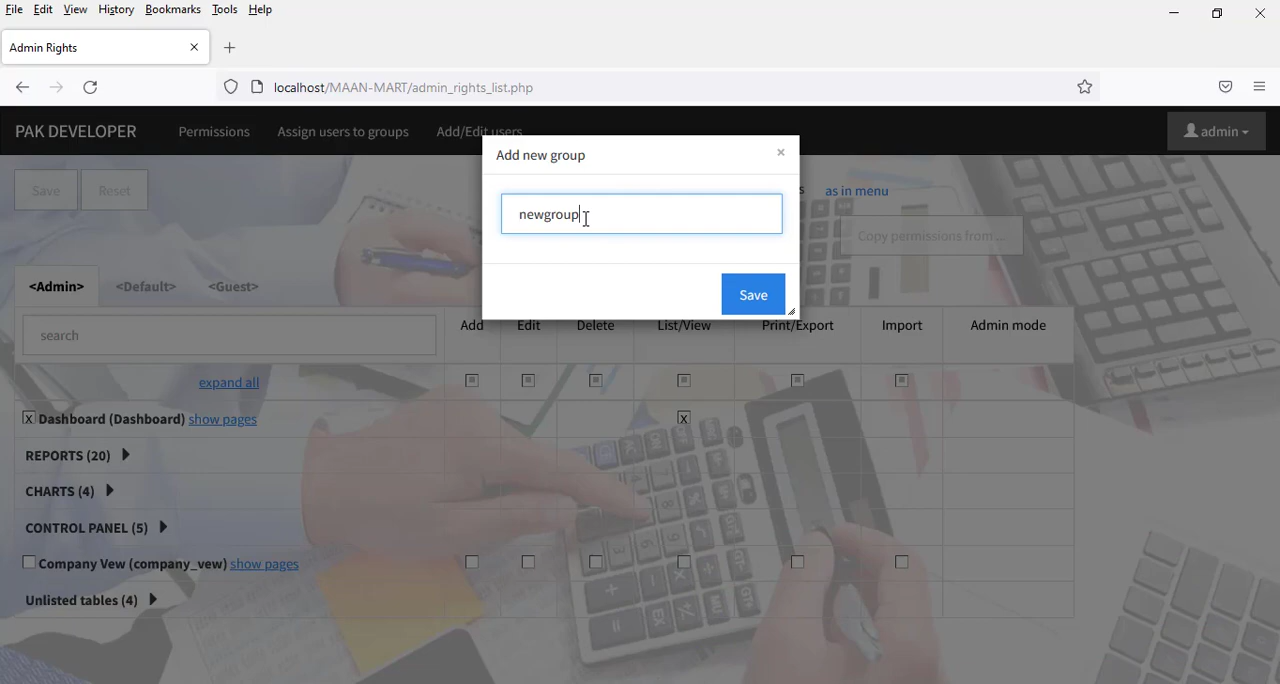 File Edit View History Bookmarks Tools Help
Admin Rights
localhost/MAAN-MART/admin_rights_list.php
PAK DEVELOPER Permissions Assign users to groups Add/Edit users admin
Add new group ×
Save Reset as in menu
newgroup
Copy permissions from ...
<Admin> <Default> <Guest>
Save
search Add Edit Delete List/View Print/Export Import Admin mode
expand all
X Dashboard (Dashboard) show pages X
REPORTS (20)
CHARTS (4)
CONTROL PANEL (5)
Company Vew (company_vew) show pages
Unlisted tables (4)